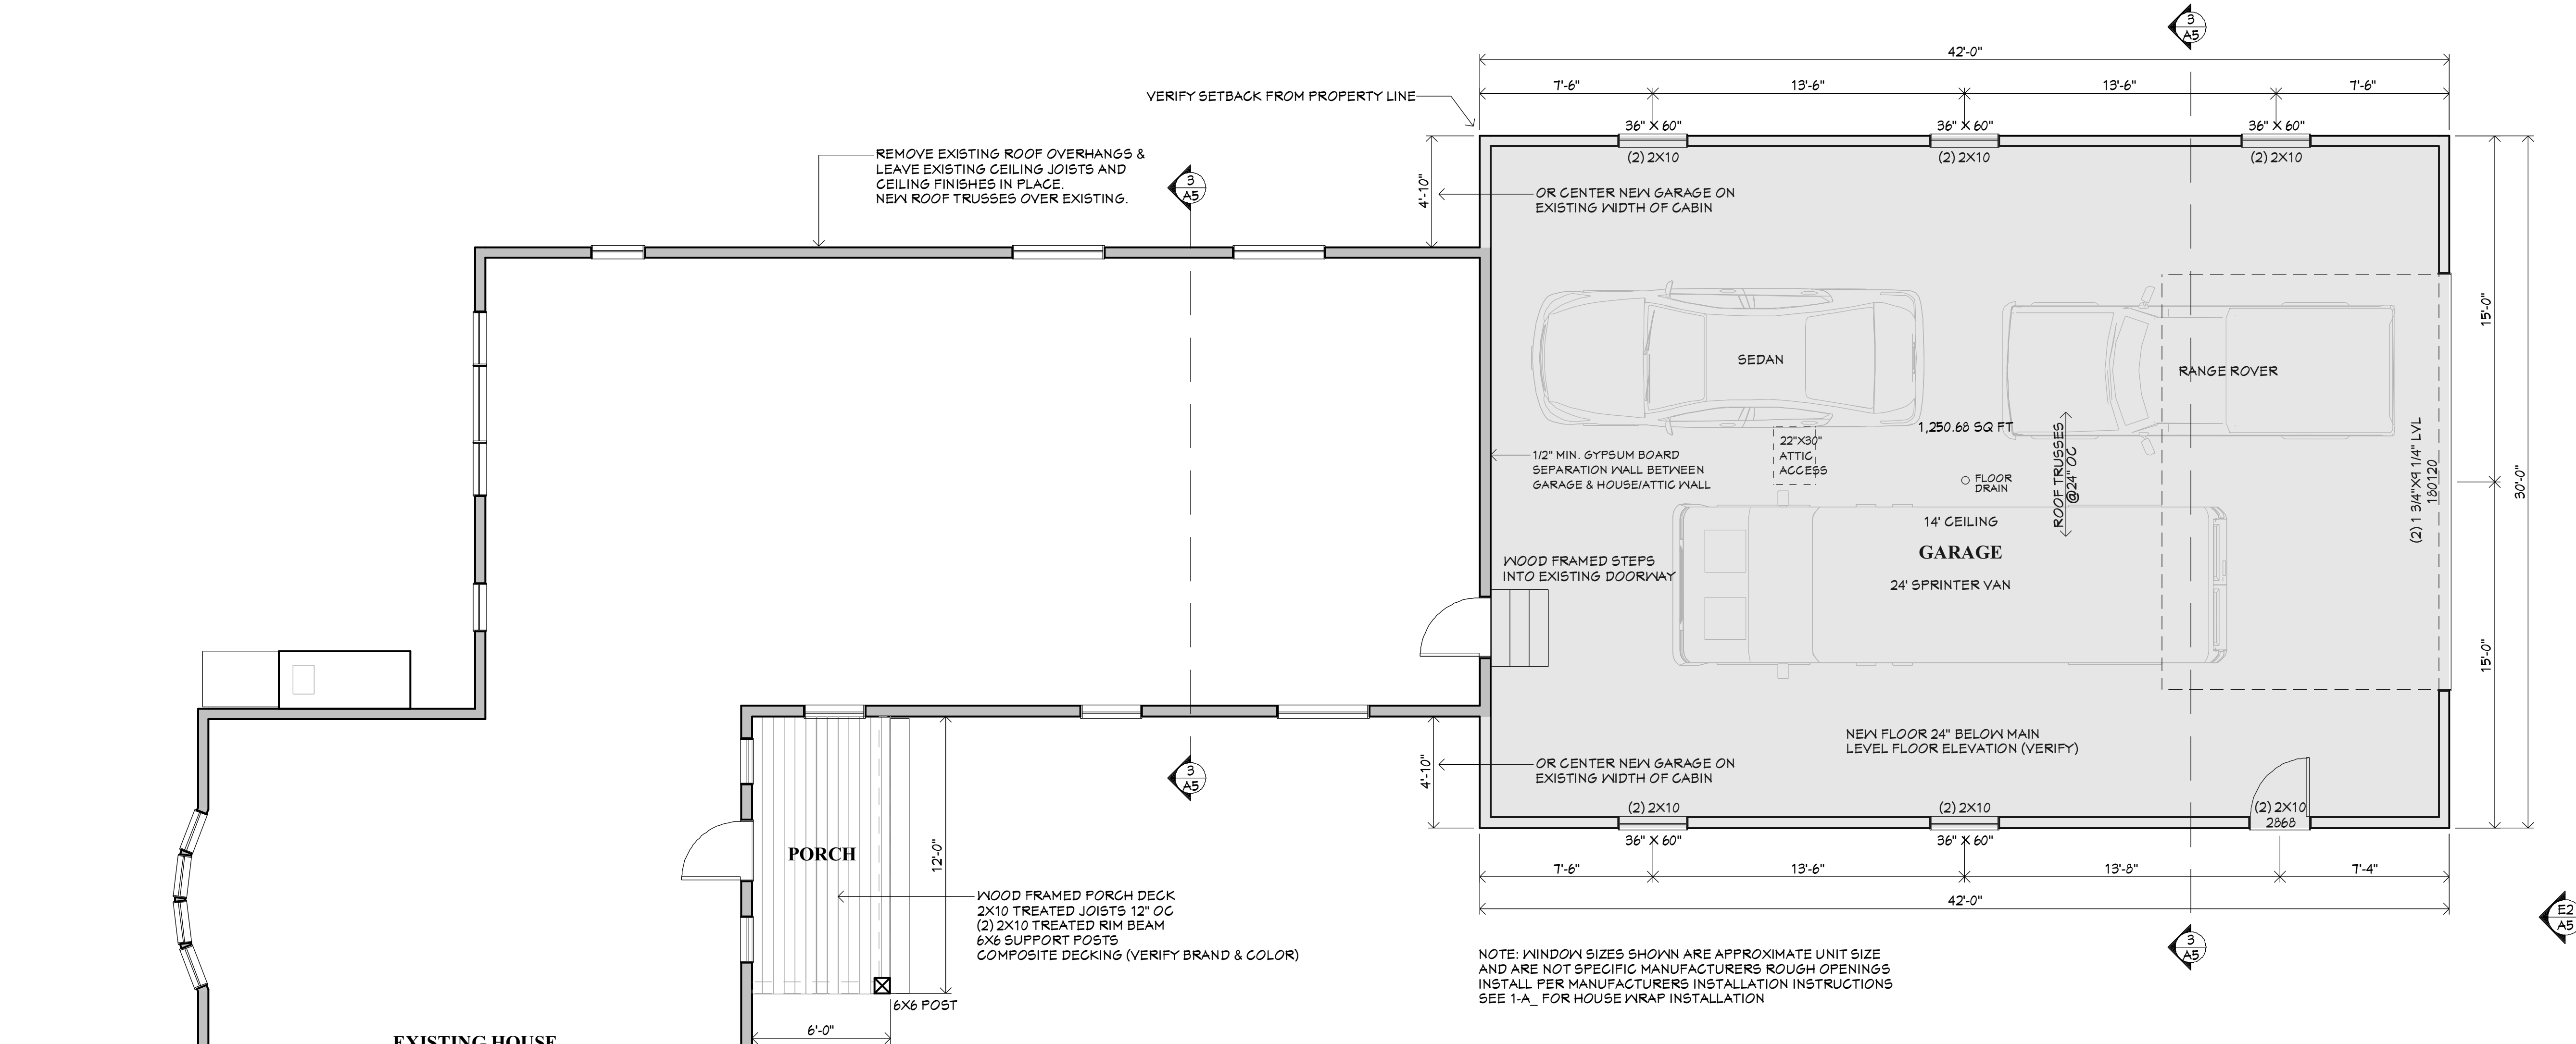 3
A5
42'-0"
7'-6"
13'-6"
13'-6"
7'-6"
VERIFY SETBACK FROM PROPERTY LINE
36" X 60"
36" X 60"
36" X 60"
(2) 2X10
(2) 2X10
(2) 2X10
REMOVE EXISTING ROOF OVERHANGS &
LEAVE EXISTING CEILING JOISTS AND
CEILING FINISHES IN PLACE.
NEW ROOF TRUSSES OVER EXISTING.
3
A5
4'-10"
OR CENTER NEW GARAGE ON
EXISTING WIDTH OF CABIN
15'-0"
SEDAN
RANGE ROVER
1,250.68 SQ FT
22"X30"
ATTIC
ACCESS
1/2" MIN. GYPSUM BOARD
SEPARATION WALL BETWEEN
GARAGE & HOUSE/ATTIC WALL
FLOOR
DRAIN
ROOF TRUSSES
@24" OC
(2) 1 3/4"X9 1/4" LVL
180120
30'-0"
14' CEILING
GARAGE
24' SPRINTER VAN
WOOD FRAMED STEPS
INTO EXISTING DOORWAY
15'-0"
NEW FLOOR 24" BELOW MAIN
LEVEL FLOOR ELEVATION (VERIFY)
3
A5
4'-10"
OR CENTER NEW GARAGE ON
EXISTING WIDTH OF CABIN
(2) 2X10
(2) 2X10
(2) 2X10
2868
36" X 60"
36" X 60"
PORCH
12'-0"
7'-6"
13'-6"
13'-8"
7'-4"
42'-0"
WOOD FRAMED PORCH DECK
2X10 TREATED JOISTS 12" OC
(2) 2X10 TREATED RIM BEAM
6X6 SUPPORT POSTS
COMPOSITE DECKING (VERIFY BRAND & COLOR)
E2
A5
3
A5
NOTE: WINDOW SIZES SHOWN ARE APPROXIMATE UNIT SIZE
AND ARE NOT SPECIFIC MANUFACTURERS ROUGH OPENINGS
INSTALL PER MANUFACTURERS INSTALLATION INSTRUCTIONS
SEE 1-A_ FOR HOUSE WRAP INSTALLATION
6X6 POST
6'-0"
EXISTING HOUSE